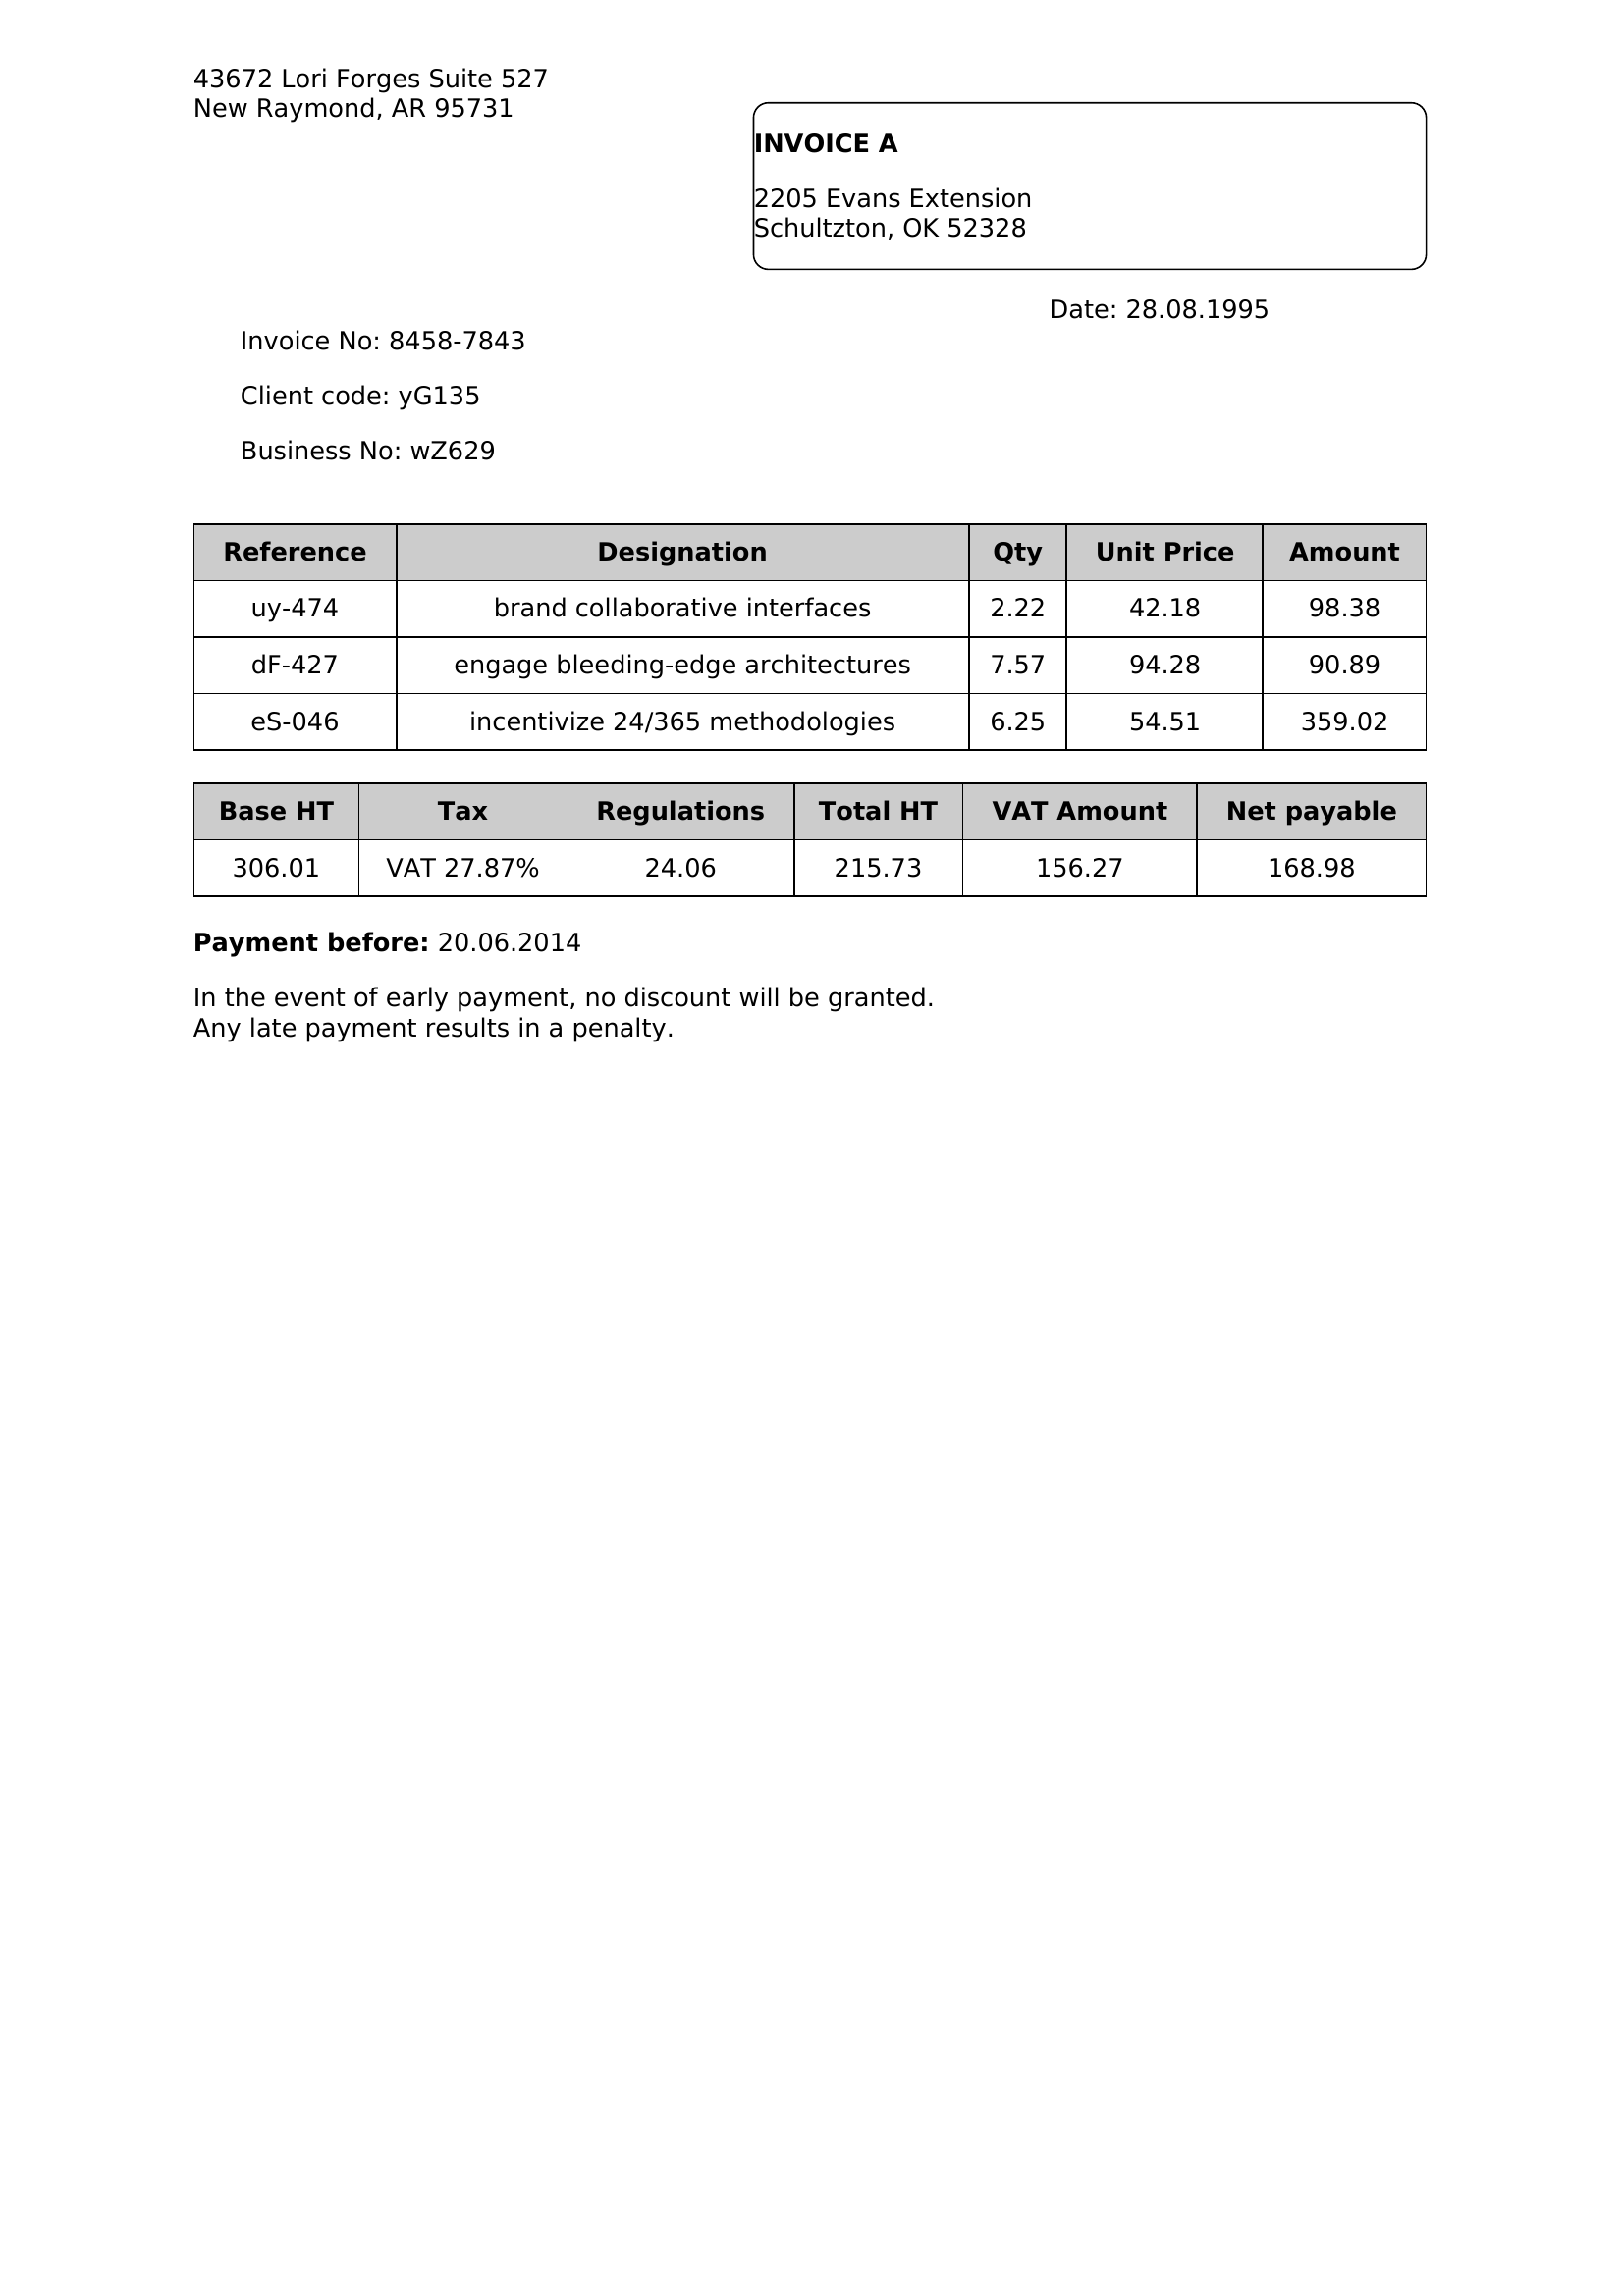 43672 Lori Forges Suite 527
New Raymond, AR 95731
INVOICE A
2205 Evans Extension
Schultzton, OK 52328
Date: 28.08.1995
Invoice No: 8458-7843
Client code: yG135
Business No: wZ629
Reference Designation Qty Unit Price Amount
uy-474 brand collaborative interfaces 2.22 42.18 98.38
dF-427 engage bleeding-edge architectures 7.57 94.28 90.89
eS-046 incentivize 24/365 methodologies 6.25 54.51 359.02
Base HT Tax Regulations Total HT VAT Amount Net payable
306.01 VAT 27.87% 24.06 215.73 156.27 168.98
Payment before: 20.06.2014
In the event of early payment, no discount will be granted.
Any late payment results in a penalty.